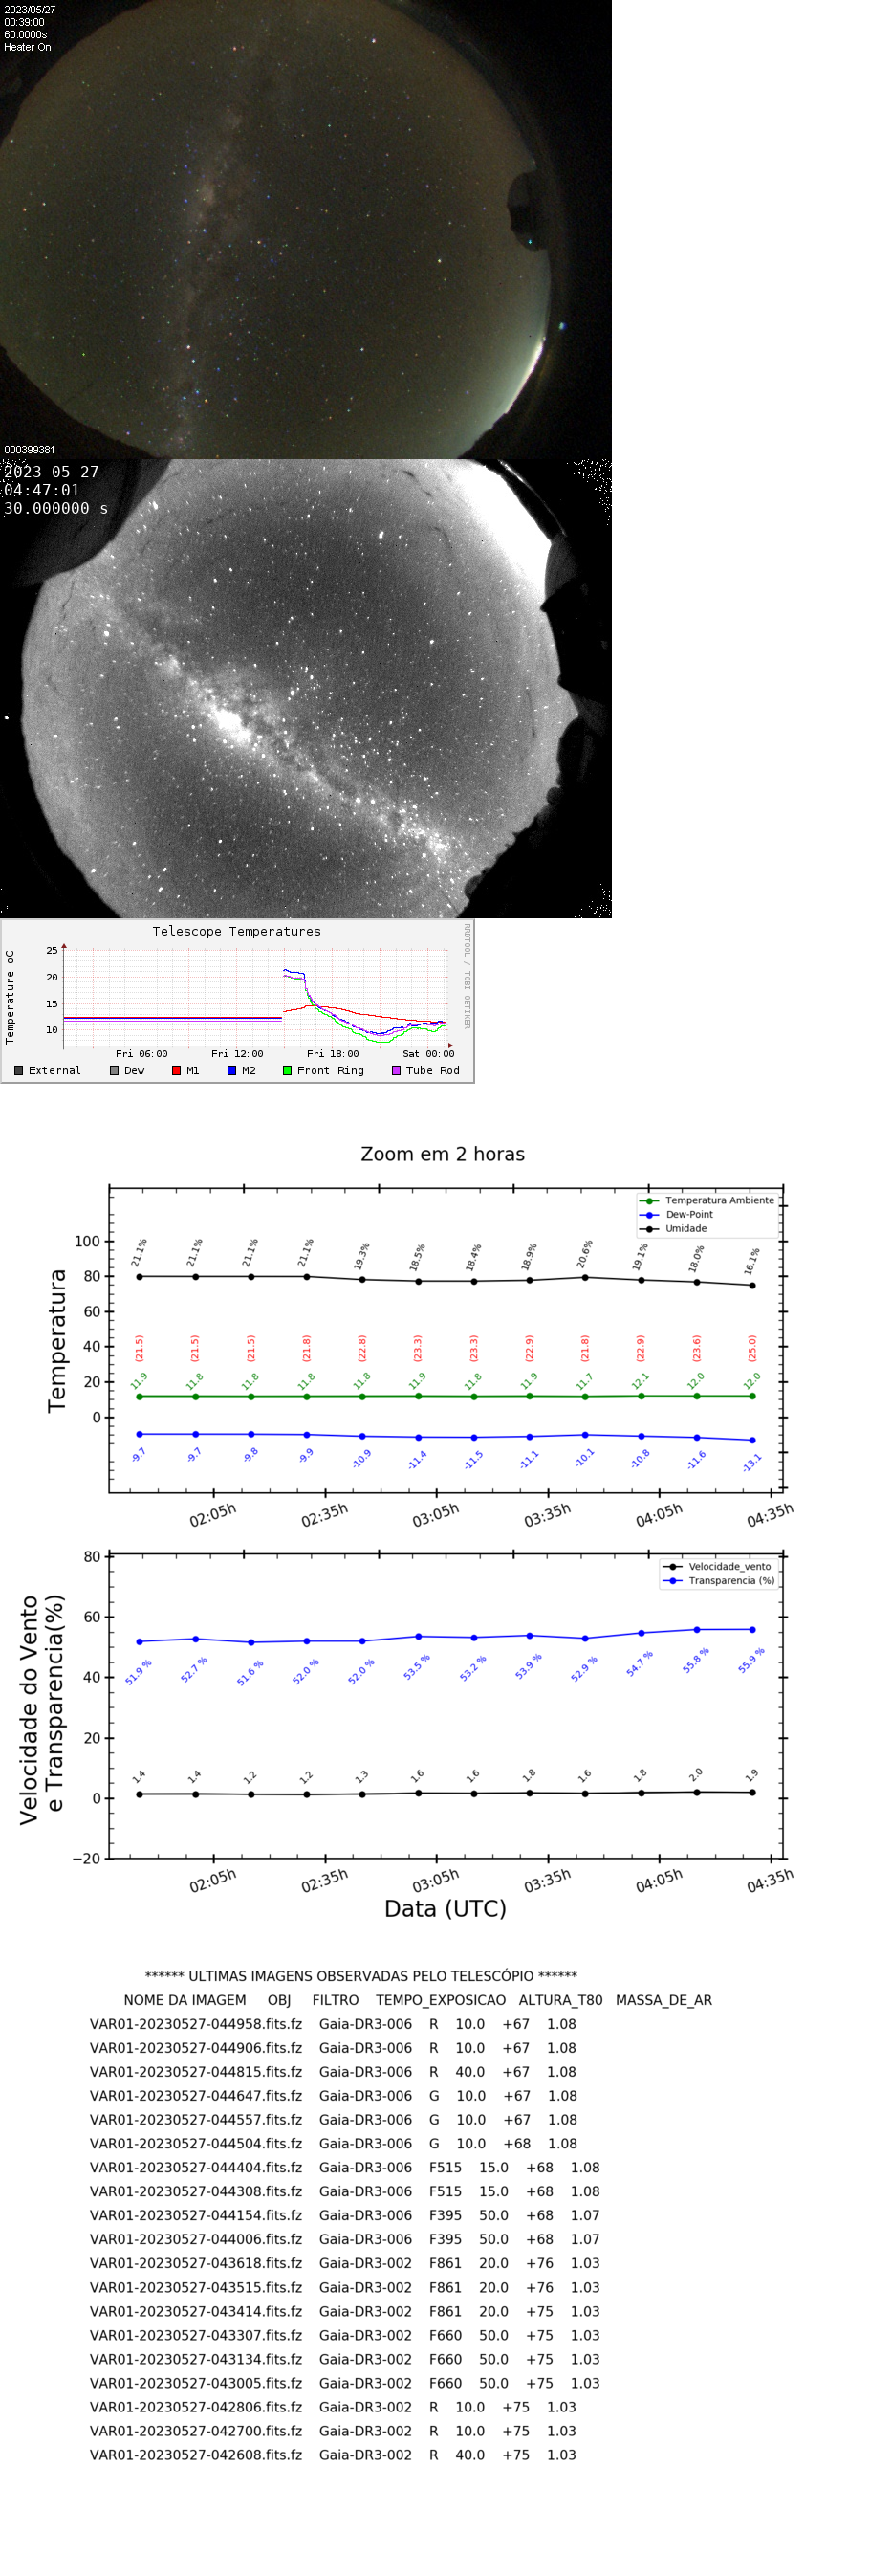 2023/05/27
00:39:00
60.0000s
Heater On
000399381
2023-05-27
04:47:01
30.000000 s
Telescope Temperatures
RRDTOOL / TOBI OETIKER
Temperature oC
25
20
15
10
Fri 06:00 Fri 12:00 Fri 18:00 Sat 00:00
External Dew M1 M2 Front Ring Tube Rod
Zoom em 2 horas
Temperatura Ambiente
Dew-Point
Umidade
Temperatura
100
80
60
40
20
0
21.1% 21.1% 21.1% 21.1% 19.3% 18.5% 18.4% 18.9% 20.6% 19.1% 18.0% 16.1%
(21.5) (21.5) (21.5) (21.8) (22.8) (23.3) (23.3) (22.9) (21.8) (22.9) (23.6) (25.0)
11.9 11.8 11.8 11.8 11.8 11.9 11.8 11.9 11.7 12.1 12.0 12.0
-9.7 -9.7 -9.8 -9.9 -10.9 -11.4 -11.5 -11.1 -10.1 -10.8 -11.6 -13.1
02:05h 02:35h 03:05h 03:35h 04:05h 04:35h
Velocidade_vento
Transparencia (%)
Velocidade do Vento
e Transparencia(%)
80
60
40
20
0
−20
51.9 % 52.7 % 51.6 % 52.0 % 52.0 % 53.5 % 53.2 % 53.9 % 52.9 % 54.7 % 55.8 % 55.9 %
1.4 1.4 1.2 1.2 1.3 1.6 1.6 1.8 1.6 1.8 2.0 1.9
02:05h 02:35h 03:05h 03:35h 04:05h 04:35h
Data (UTC)
****** ULTIMAS IMAGENS OBSERVADAS PELO TELESCÓPIO ******
NOME DA IMAGEM OBJ FILTRO TEMPO_EXPOSICAO ALTURA_T80 MASSA_DE_AR
VAR01-20230527-044958.fits.fz Gaia-DR3-006 R 10.0 +67 1.08
VAR01-20230527-044906.fits.fz Gaia-DR3-006 R 10.0 +67 1.08
VAR01-20230527-044815.fits.fz Gaia-DR3-006 R 40.0 +67 1.08
VAR01-20230527-044647.fits.fz Gaia-DR3-006 G 10.0 +67 1.08
VAR01-20230527-044557.fits.fz Gaia-DR3-006 G 10.0 +67 1.08
VAR01-20230527-044504.fits.fz Gaia-DR3-006 G 10.0 +68 1.08
VAR01-20230527-044404.fits.fz Gaia-DR3-006 F515 15.0 +68 1.08
VAR01-20230527-044308.fits.fz Gaia-DR3-006 F515 15.0 +68 1.08
VAR01-20230527-044154.fits.fz Gaia-DR3-006 F395 50.0 +68 1.07
VAR01-20230527-044006.fits.fz Gaia-DR3-006 F395 50.0 +68 1.07
VAR01-20230527-043618.fits.fz Gaia-DR3-002 F861 20.0 +76 1.03
VAR01-20230527-043515.fits.fz Gaia-DR3-002 F861 20.0 +76 1.03
VAR01-20230527-043414.fits.fz Gaia-DR3-002 F861 20.0 +75 1.03
VAR01-20230527-043307.fits.fz Gaia-DR3-002 F660 50.0 +75 1.03
VAR01-20230527-043134.fits.fz Gaia-DR3-002 F660 50.0 +75 1.03
VAR01-20230527-043005.fits.fz Gaia-DR3-002 F660 50.0 +75 1.03
VAR01-20230527-042806.fits.fz Gaia-DR3-002 R 10.0 +75 1.03
VAR01-20230527-042700.fits.fz Gaia-DR3-002 R 10.0 +75 1.03
VAR01-20230527-042608.fits.fz Gaia-DR3-002 R 40.0 +75 1.03